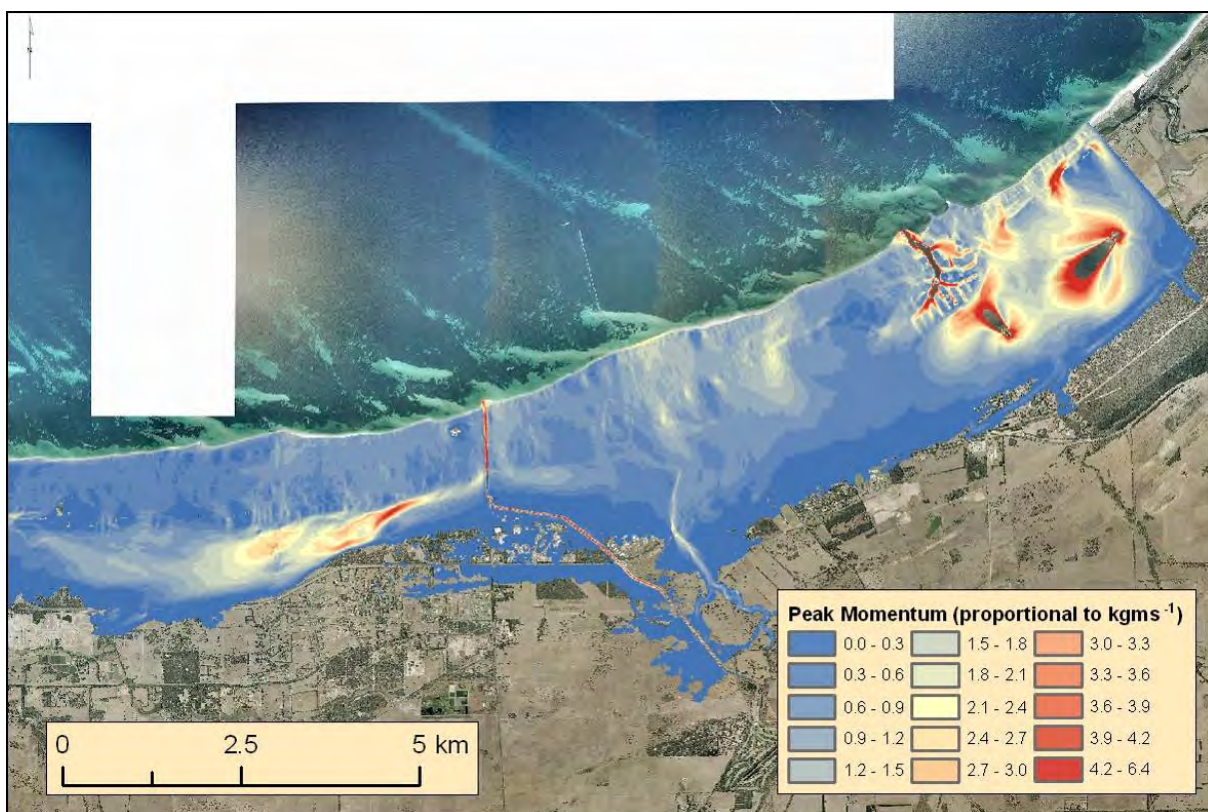 0 2.5 5 km
Peak Momentum (proportional to kgms⁻¹)
0.0 - 0.3 1.5 - 1.8 3.0 - 3.3
0.3 - 0.6 1.8 - 2.1 3.3 - 3.6
0.6 - 0.9 2.1 - 2.4 3.6 - 3.9
0.9 - 1.2 2.4 - 2.7 3.9 - 4.2
1.2 - 1.5 2.7 - 3.0 4.2 - 6.4